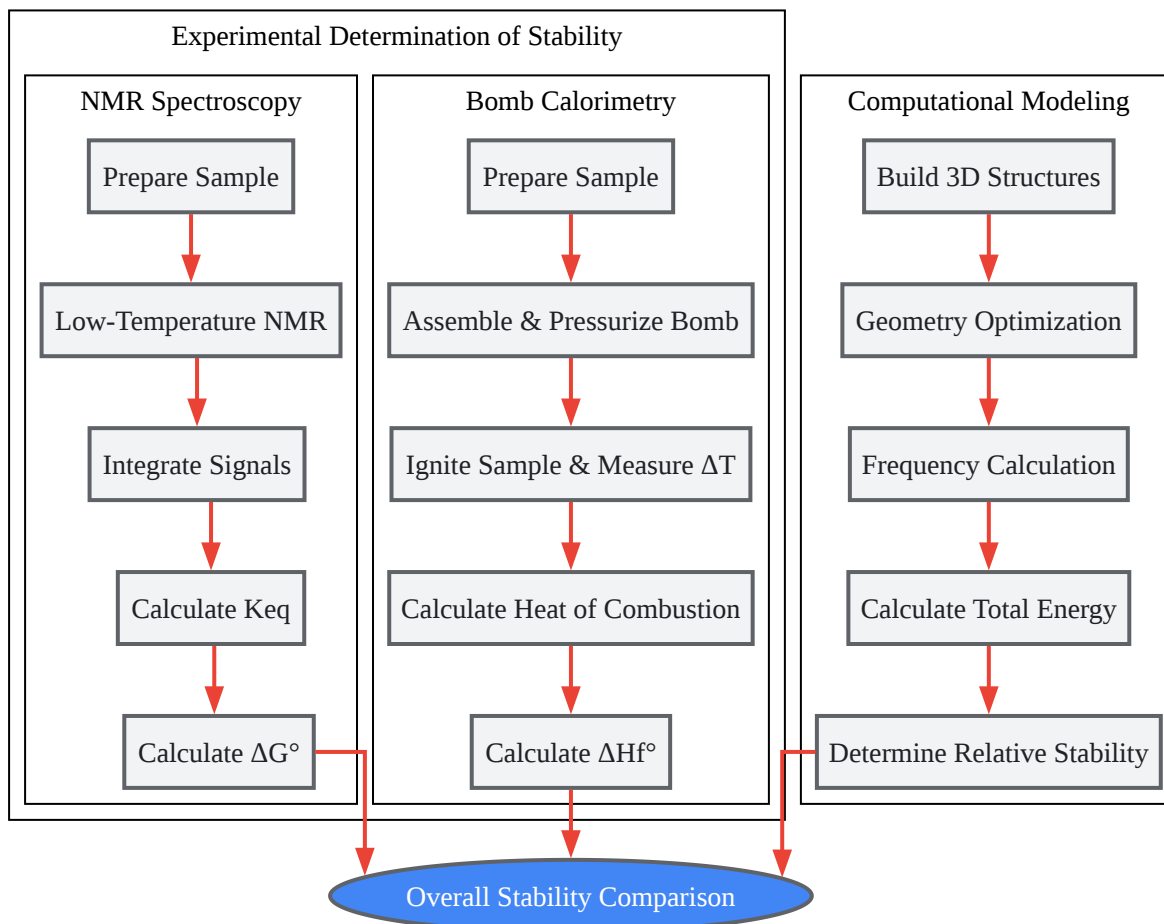 Experimental Determination of Stability
NMR Spectroscopy
Prepare Sample
Low-Temperature NMR
Integrate Signals
Calculate Keq
Calculate ΔG°
Bomb Calorimetry
Prepare Sample
Assemble & Pressurize Bomb
Ignite Sample & Measure ΔT
Calculate Heat of Combustion
Calculate ΔHf°
Computational Modeling
Build 3D Structures
Geometry Optimization
Frequency Calculation
Calculate Total Energy
Determine Relative Stability
Overall Stability Comparison